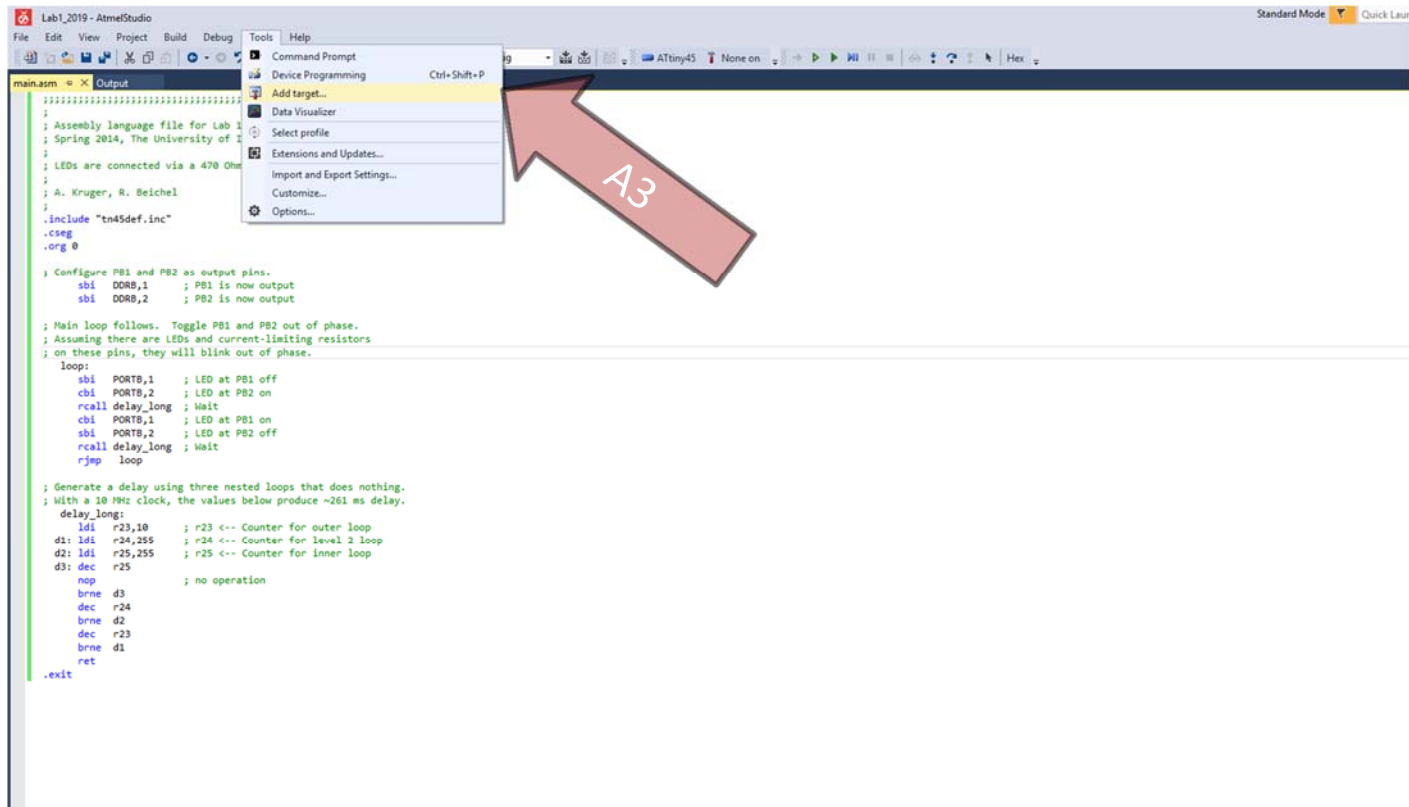 Lab1_2019 - AtmelStudio
Standard Mode
Quick Laun
File Edit View Project Build Debug Tools Help
ATtiny45 None on Hex
main.asm Output
Command Prompt
Device Programming Ctrl+Shift+P
Add target...
Data Visualizer
Select profile
Extensions and Updates...
Import and Export Settings...
Customize...
Options...
A3
;
; Assembly language file for Lab 1
; Spring 2014, The University of I
;
; LEDs are connected via a 470 Ohm
;
; A. Kruger, R. Beichel
;
.include "tn45def.inc"
.cseg
.org 0
; Configure PB1 and PB2 as output pins.
sbi DDRB,1 ; PB1 is now output
sbi DDRB,2 ; PB2 is now output
; Main loop follows. Toggle PB1 and PB2 out of phase.
; Assuming there are LEDs and current-limiting resistors
; on these pins, they will blink out of phase.
loop:
sbi PORTB,1 ; LED at PB1 off
cbi PORTB,2 ; LED at PB2 on
rcall delay_long ; Wait
cbi PORTB,1 ; LED at PB1 on
sbi PORTB,2 ; LED at PB2 off
rcall delay_long ; Wait
rjmp loop
; Generate a delay using three nested loops that does nothing.
; With a 10 MHz clock, the values below produce ~261 ms delay.
delay_long:
ldi r23,10 ; r23 <-- Counter for outer loop
d1: ldi r24,255 ; r24 <-- Counter for level 2 loop
d2: ldi r25,255 ; r25 <-- Counter for inner loop
d3: dec r25
nop ; no operation
brne d3
dec r24
brne d2
dec r23
brne d1
ret
.exit